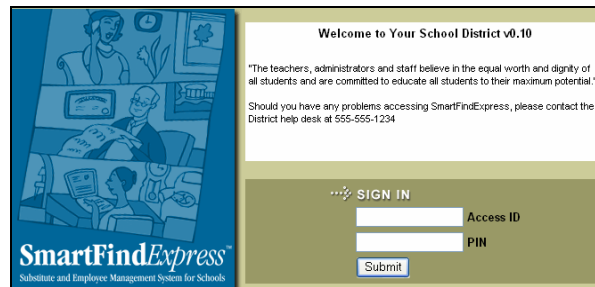 Welcome to Your School District v0.10
"The teachers, administrators and staff believe in the equal worth and dignity of
all students and are committed to educate all students to their maximum potential."
Should you have any problems accessing SmartFindExpress, please contact the
District help desk at 555-555-1234
SIGN IN
Access ID
PIN
Submit
SmartFindExpress™
Substitute and Employee Management System for Schools